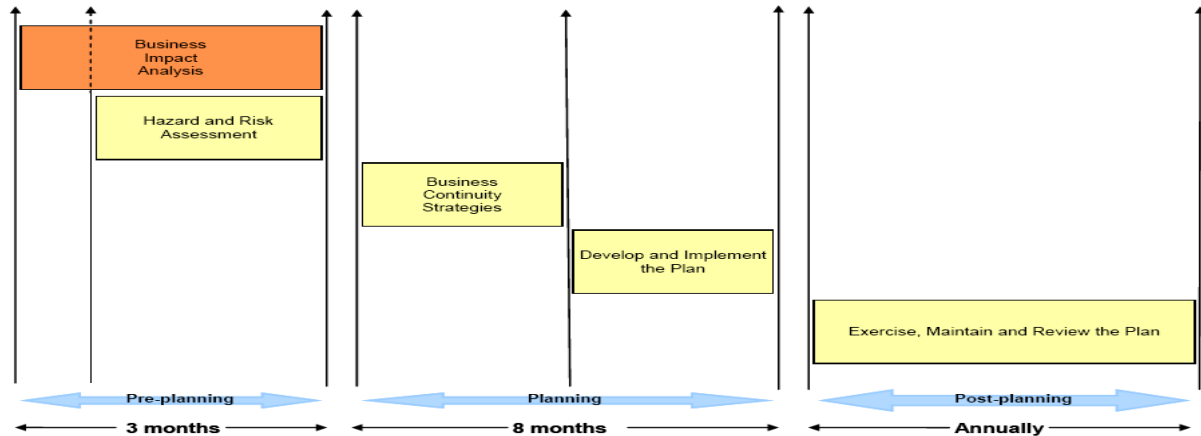 Business
Impact
Analysis
Hazard and Risk
Assessment
Business
Continuity
Strategies
Develop and Implement
the Plan
Exercise, Maintain and Review the Plan
Pre-planning
Planning
Post-planning
3 months
8 months
Annually